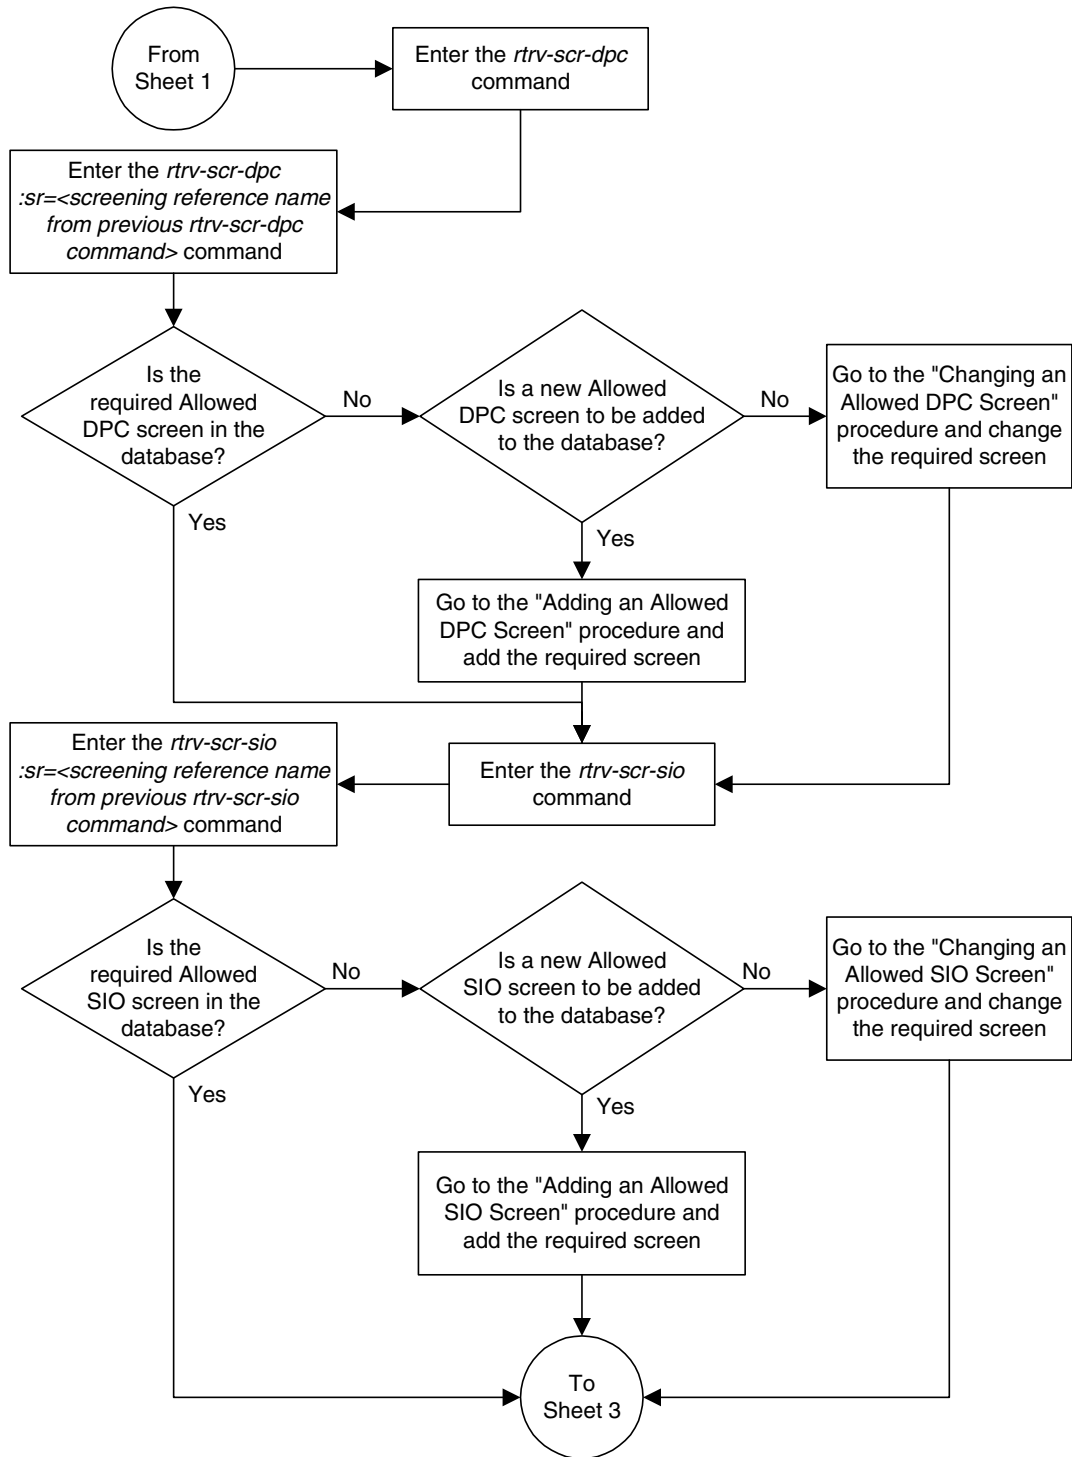 From
Sheet 1
Enter the rtrv-scr-dpc
command
Enter the rtrv-scr-dpc
:sr=<screening reference name
from previous rtrv-scr-dpc
command> command
Is the
required Allowed
DPC screen in the
database?
No
Is a new Allowed
DPC screen to be added
to the database?
No
Go to the "Changing an
Allowed DPC Screen"
procedure and change
the required screen
Yes
Yes
Go to the "Adding an Allowed
DPC Screen" procedure and
add the required screen
Enter the rtrv-scr-sio
command
Enter the rtrv-scr-sio
:sr=<screening reference name
from previous rtrv-scr-sio
command> command
Is the
required Allowed
SIO screen in the
database?
No
Is a new Allowed
SIO screen to be added
to the database?
No
Go to the "Changing an
Allowed SIO Screen"
procedure and change
the required screen
Yes
Yes
Go to the "Adding an Allowed
SIO Screen" procedure and
add the required screen
To
Sheet 3